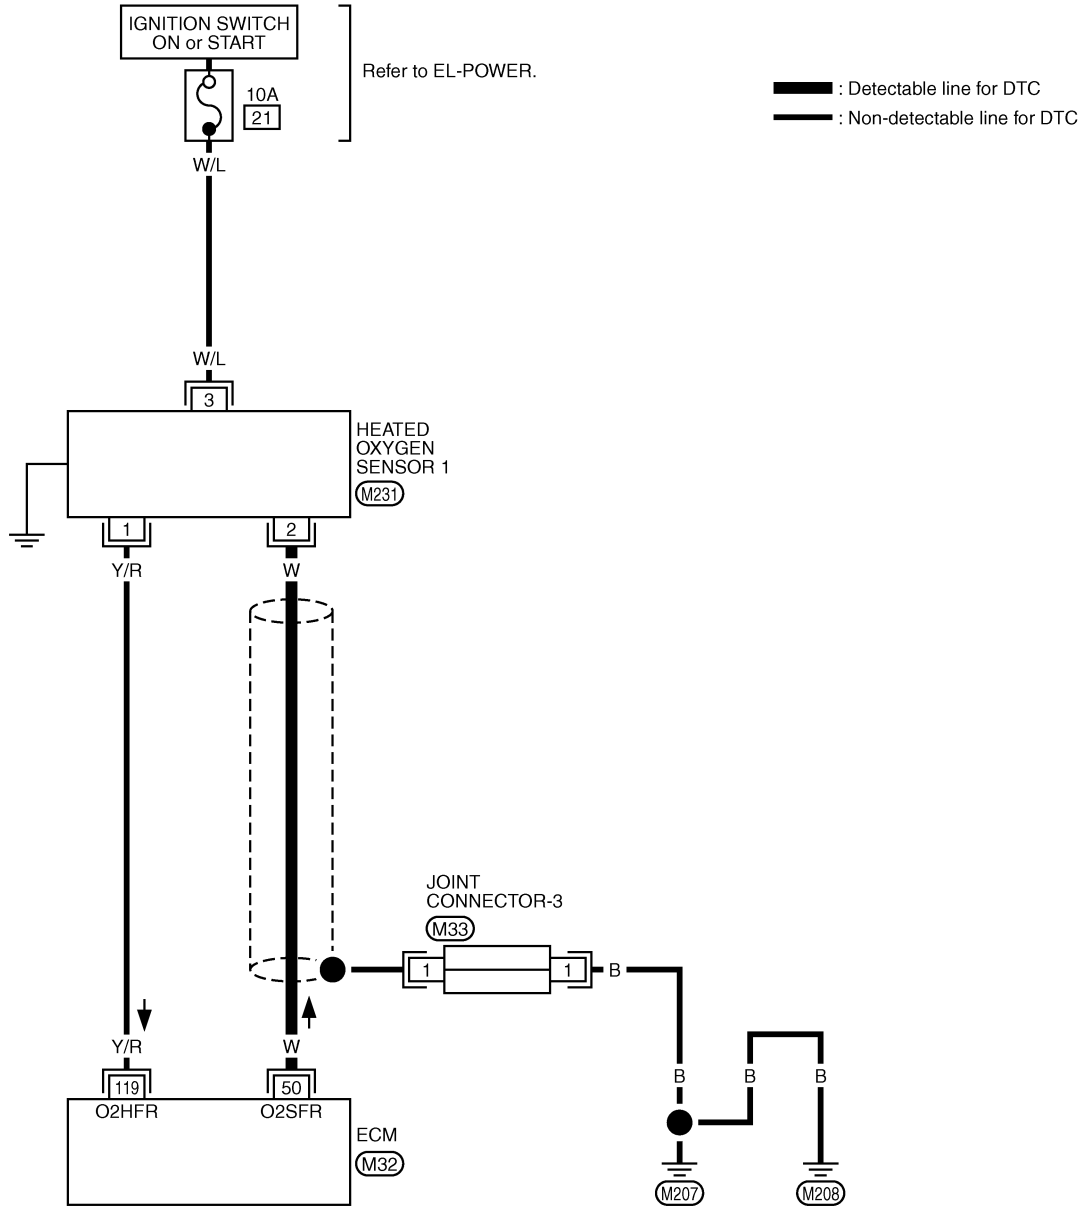 IGNITION SWITCH
ON or START
Refer to EL-POWER.
10A
21
: Detectable line for DTC
: Non-detectable line for DTC
W/L
W/L
3
HEATED
OXYGEN
SENSOR 1
M231
1
2
Y/R
W
JOINT
CONNECTOR-3
M33
1
1
B
Y/R
W
B
B
B
119
50
O2HFR
O2SFR
ECM
M32
M207
M208